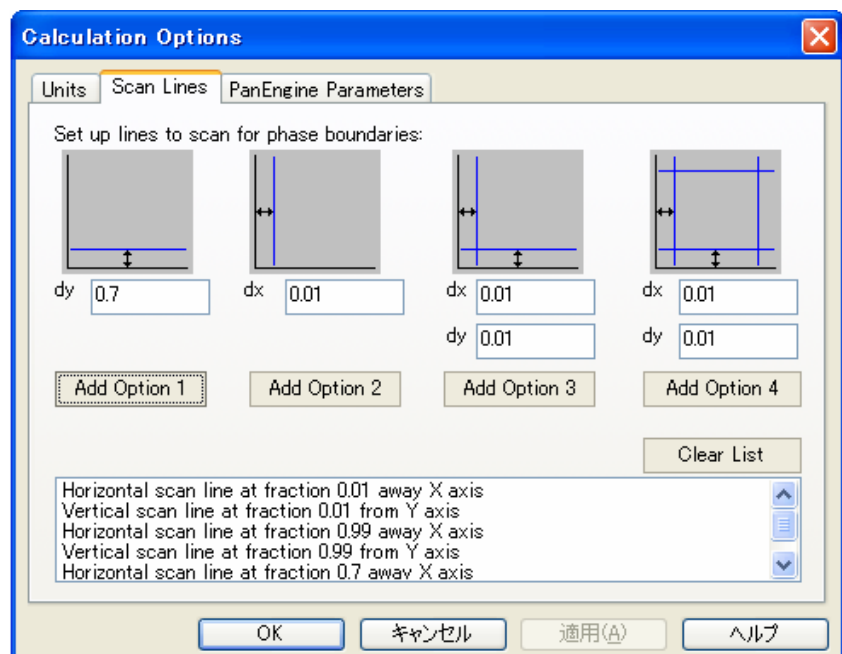 Calculation Options
Units Scan Lines PanEngine Parameters
Set up lines to scan for phase boundaries:
dy 0.7 dx 0.01 dx 0.01 dx 0.01
dy 0.01 dy 0.01
Add Option 1 Add Option 2 Add Option 3 Add Option 4
Clear List
Horizontal scan line at fraction 0.01 away X axis
Vertical scan line at fraction 0.01 from Y axis
Horizontal scan line at fraction 0.99 away X axis
Vertical scan line at fraction 0.99 from Y axis
Horizontal scan line at fraction 0.7 away X axis
OK キャンセル 適用(A) ヘルプ